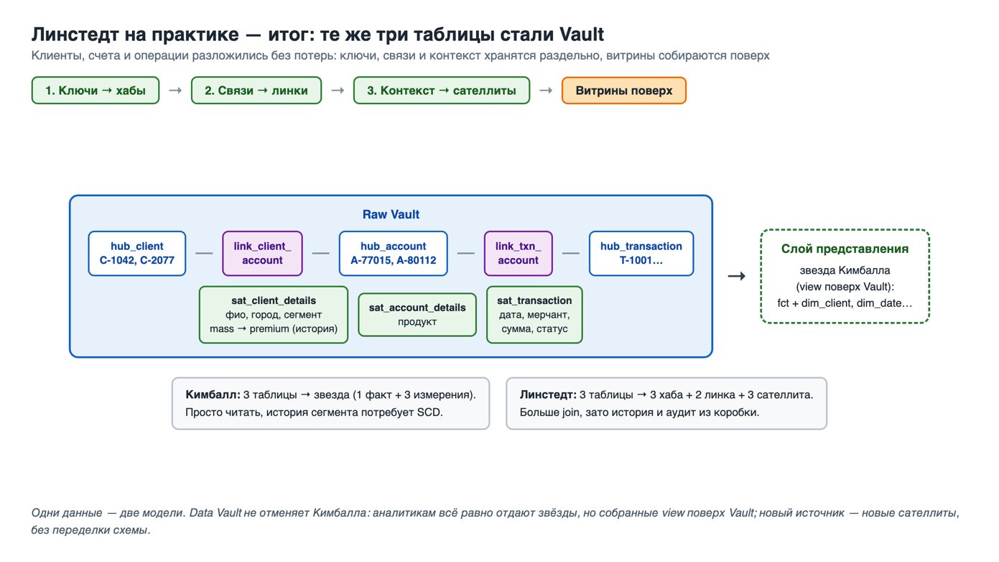 Линстедт на практике — итог: те же три таблицы стали Vault
Клиенты, счета и операции разложились без потерь: ключи, связи и контекст хранятся раздельно, витрины собираются поверх
1. Ключи → хабы → 2. Связи → линки → 3. Контекст → сателлиты → Витрины поверх
Raw Vault
hub_client
C-1042, C-2077
link_client_
account
hub_account
A-77015, A-80112
link_txn_
account
hub_transaction
T-1001…
sat_client_details
фио, город, сегмент
mass → premium (история)
sat_account_details
продукт
sat_transaction
дата, мерчант,
сумма, статус
→
Слой представления
звезда Кимбалла
(view поверх Vault):
fct + dim_client, dim_date…
Кимбалл: 3 таблицы → звезда (1 факт + 3 измерения).
Просто читать, история сегмента потребует SCD.
Линстедт: 3 таблицы → 3 хаба + 2 линка + 3 сателлита.
Больше join, зато история и аудит из коробки.
Одни данные — две модели. Data Vault не отменяет Кимбалла: аналитикам всё равно отдают звёзды, но собранные view поверх Vault; новый источник — новые сателлиты,
без переделки схемы.